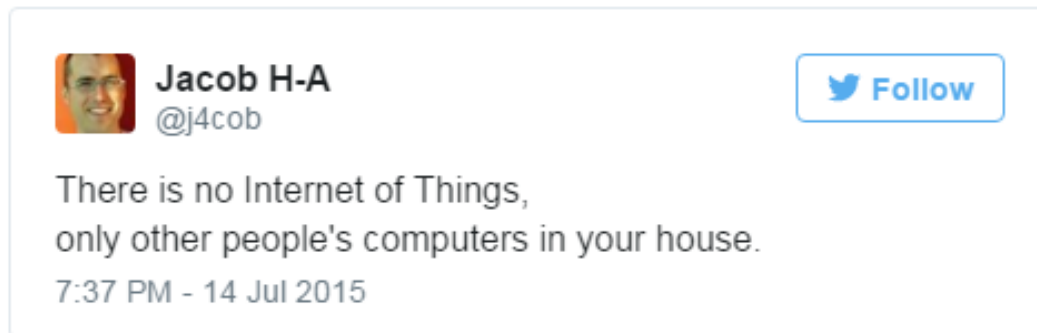 Jacob H-A
Follow
@j4cob
There is no Internet of Things,
only other people's computers in your house.
7:37 PM - 14 Jul 2015